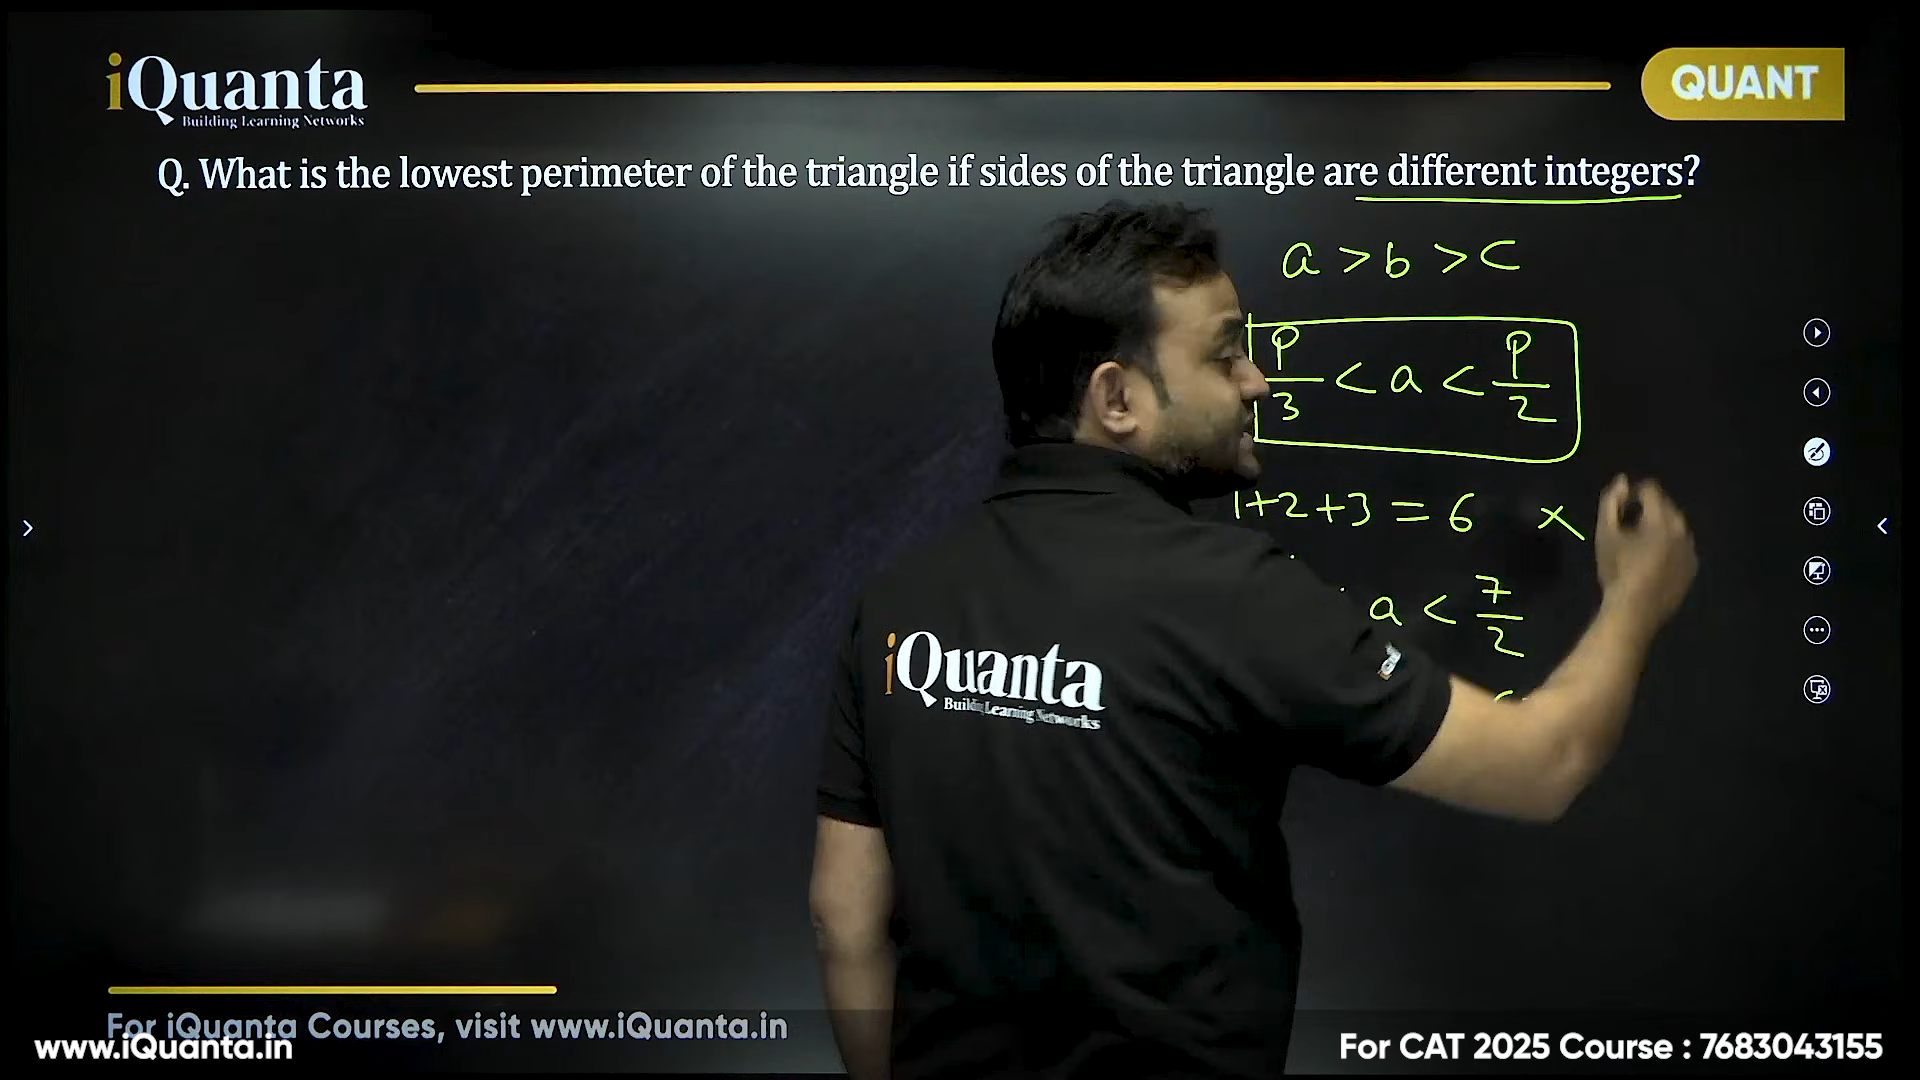 iQuanta
Building Learning Networks
QUANT
Q. What is the lowest perimeter of the triangle if sides of the triangle are different integers?
a > b > c
P/3 < a < P/2
1+2+3 = 6 ×
a < 7/2
iQuanta
Building Learning Networks
For iQuanta Courses, visit www.iQuanta.in
www.iQuanta.in
For CAT 2025 Course : 7683043155